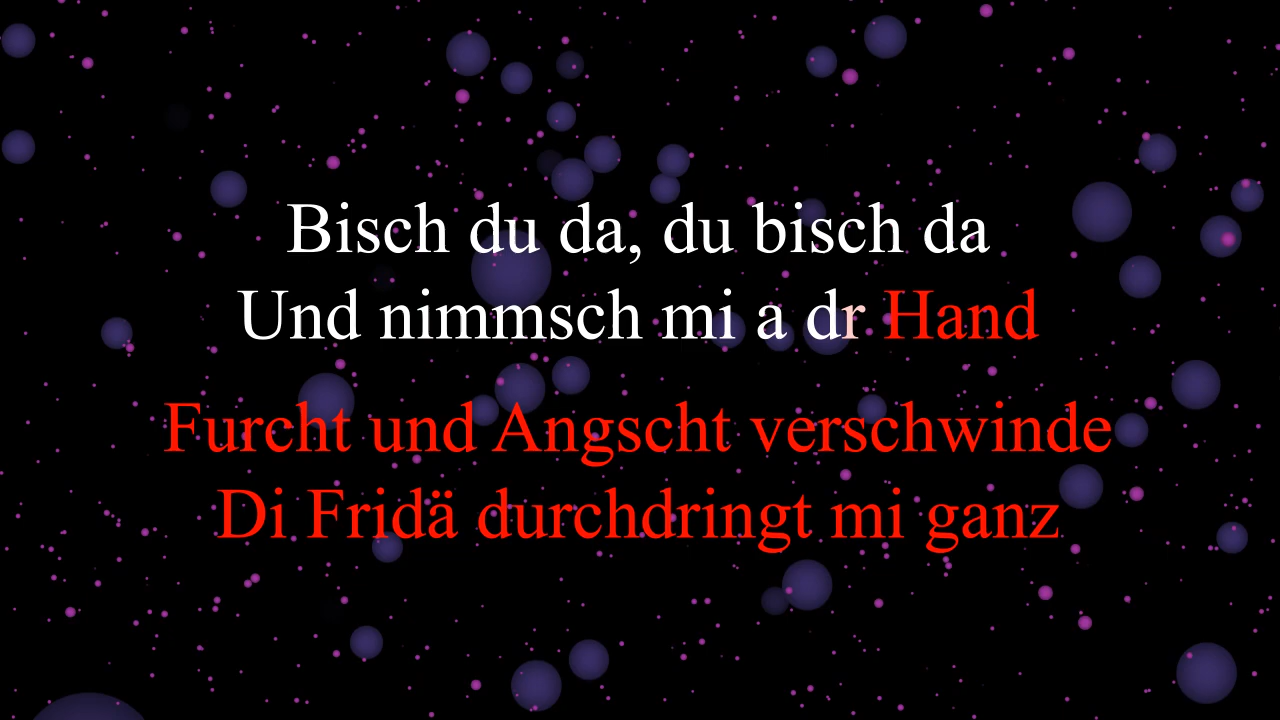 Bisch du da, du bisch da
Und nimmsch mi a dr Hand
Furcht und Angscht verschwinde
Di Fridä durchdringt mi ganz